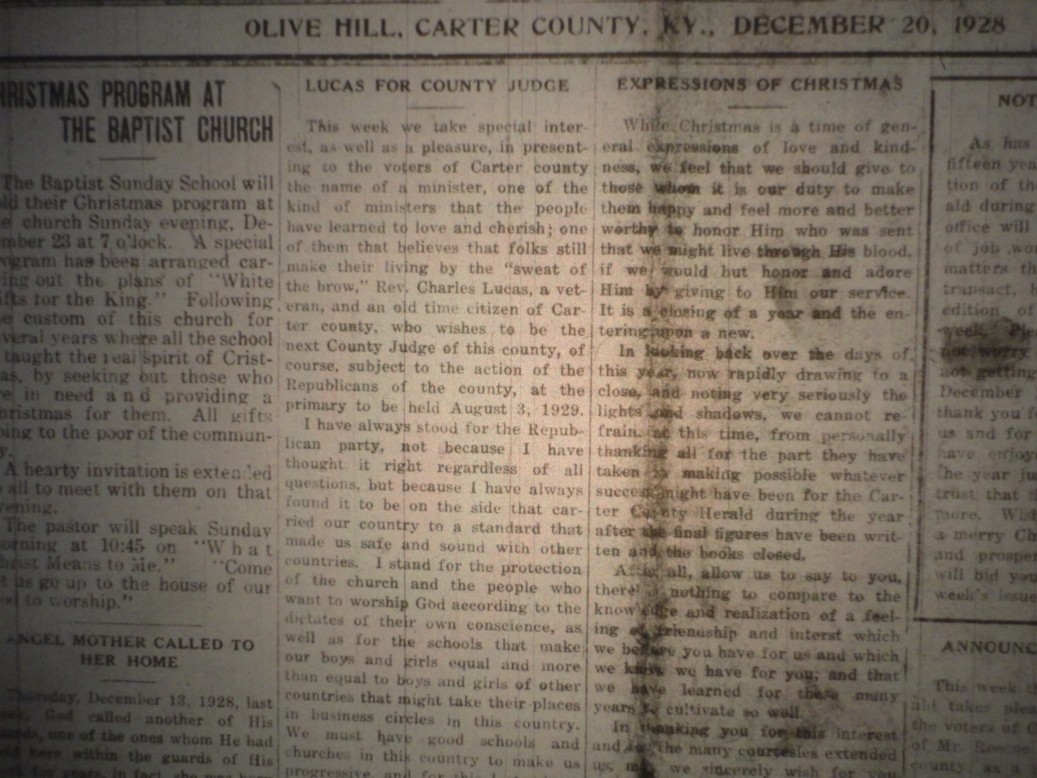 OLIVE HILL, CARTER COUNTY, KY., DECEMBER 20, 1928
RISTMAS PROGRAM AT
THE BAPTIST CHURCH
The Baptist Sunday School will
ld their Christmas program at
e church Sunday evening, De-
mber 23 at 7 o'lock. A special
ogram has been arranged car-
ing out the plans of "White
ifts for the King." Following
e custom of this church for
veral years where all the school
taught the real spirit of Crist-
as, by seeking out those who
re in need and providing a
hristmas for them. All gifts
oing to the poor of the commun-
y.
A hearty invitation is extended
all to meet with them on that
vening.
The pastor will speak Sunday
orning at 10:45 on "What
hrist Means to Me." "Come
t us go up to the house of our
od to worship."
ANGEL MOTHER CALLED TO
HER HOME
Thursday, December 13, 1928, last
God called another of His
one of the ones whom He had
here within the guards of His
LUCAS FOR COUNTY JUDGE
This week we take special inter-
est, as well as a pleasure, in present-
ing to the voters of Carter county
the name of a minister, one of the
kind of ministers that the people
have learned to love and cherish; one
of them that believes that folks still
make their living by the "sweat of
the brow," Rev. Charles Lucas, a vet-
eran, and an old time citizen of Car-
ter county, who wishes to be the
next County Judge of this county, of
course, subject to the action of the
Republicans of the county, at the
primary to be held August 3, 1929.
I have always stood for the Repub-
lican party, not because I have
thought it right regardless of all
questions, but because I have always
found it to be on the side that car-
ried our country to a standard that
made us safe and sound with other
countries. I stand for the protection
of the church and the people who
want to worship God according to the
dictates of their own conscience, as
well as for the schools that make
our boys and girls equal and more
than equal to boys and girls of other
countries that might take their places
in business circles in this country.
We must have good schools and
churches in this country to make us
progressive, and for this
EXPRESSIONS OF CHRISTMAS
While Christmas is a time of gen-
eral expressions of love and kind-
ness, we feel that we should give to
those whom it is our duty to make
them happy and feel more and better
worthy to honor Him who was sent
that we might live through His blood,
if we would but honor and adore
Him by giving to Him our service.
It is a closing of a year and the en-
tering upon a new.
In looking back over the days of
this year, now rapidly drawing to a
close, and noting very seriously the
lights and shadows, we cannot re-
frain, at this time, from personally
thanking all for the part they have
taken in making possible whatever
success might have been for the Car-
ter County Herald during the year
after the final figures have been writ-
ten and the books closed.
After all, allow us to say to you,
there is nothing to compare to the
knowledge and realization of a feel-
ing of friendship and interst which
we believe you have for us and which
we know we have for you, and that
we have learned for these many
years to cultivate so well.
In thanking you for this interest
and for the many courtesies extended
us, may we sincerely wish for you
NOT
As has
fifteen yea
tion of th
ald during
office will
of job wor
matters th
transact, h
edition of
week. Ple
not worry
not getting
December
thank you f
us and for
have enjoy
the year ju
trust that
more. Wis
a merry Ch
and prosper
will bid you
week's issue
ANNOUNC
This week th
ald takes plea
the voters of C
of Mr. Roscoe
county, as a